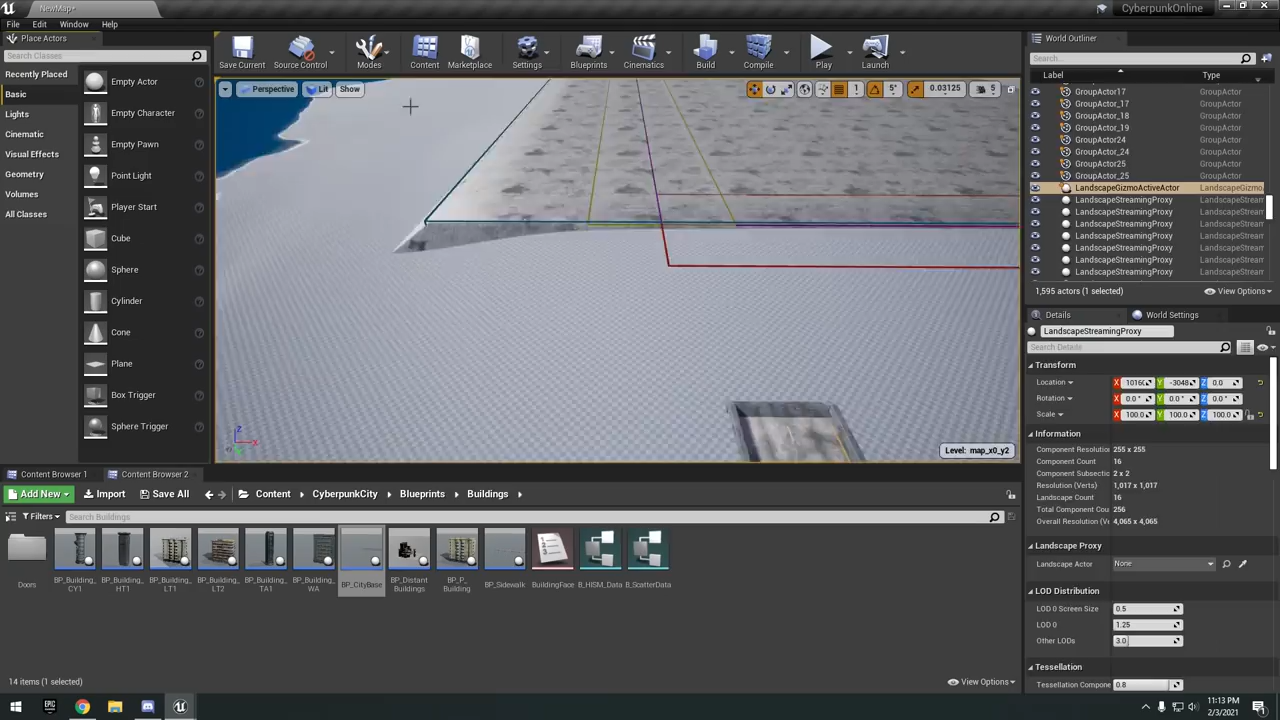 NewMap*
CyberpunkOnline
File Edit Window Help
Place Actors
Search Classes
Recently Placed
Basic
Lights
Cinematic
Visual Effects
Geometry
Volumes
All Classes
Empty Actor
Empty Character
Empty Pawn
Point Light
Player Start
Cube
Sphere
Cylinder
Cone
Plane
Box Trigger
Sphere Trigger
Save Current Source Control Modes Content Marketplace Settings Blueprints Cinematics Build Compile Play Launch
Perspective Lit Show
1 5° 0.03125 5
Level: map_x0_y2
World Outliner
Search...
Label Type
GroupActor17 GroupActor
GroupActor_17 GroupActor
GroupActor_18 GroupActor
GroupActor_19 GroupActor
GroupActor24 GroupActor
GroupActor_24 GroupActor
GroupActor25 GroupActor
GroupActor_25 GroupActor
LandscapeGizmoActiveActor LandscapeGizmo
LandscapeStreamingProxy LandscapeStream
LandscapeStreamingProxy LandscapeStream
LandscapeStreamingProxy LandscapeStream
LandscapeStreamingProxy LandscapeStream
LandscapeStreamingProxy LandscapeStream
LandscapeStreamingProxy LandscapeStream
LandscapeStreamingProxy LandscapeStream
1,595 actors (1 selected) View Options
Details World Settings
LandscapeStreamingProxy
Search Details
Transform
Location X Y -3048 Z 0.0
Rotation 0.0° 0.0° 0.0°
Scale X 100.0 Y 100.0 Z 100.0
Information
Component Resolutio 255 x 255
Component Count 16
Component Subsectio 2 x 2
Resolution (Verts) 1,017 x 1,017
Landscape Count 16
Total Component Cou 256
Overall Resolution (Ve 4,065 x 4,065
Landscape Proxy
Landscape Actor None
LOD Distribution
LOD 0 Screen Size 0.5
LOD 0 1.25
Other LODs 3.0
Tessellation
Tessellation Compone 0.8
Content Browser 1 Content Browser 2
Add New Import Save All Content CyberpunkCity Blueprints Buildings
Filters Search Buildings
Doors
BP_Building_CY1
BP_Building_HT1
BP_Building_LT1
BP_Building_LT2
BP_Building_TA1
BP_Building_WA
BP_CityBase
BP_Distant Buildings
BP_P_Building
BP_Sidewalk
BuildingFace
B_HISM_Data
B_ScatterData
14 items (1 selected) View Options
11:13 PM
2/3/2021